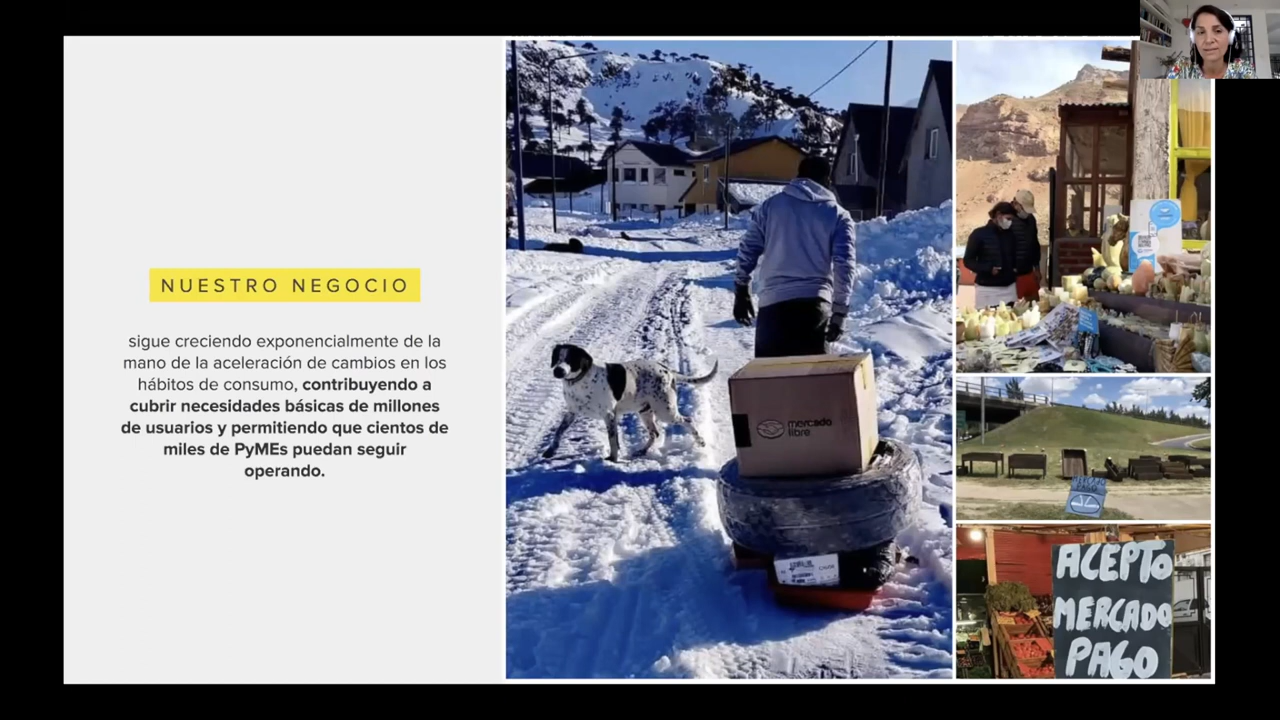 NUESTRO NEGOCIO
sigue creciendo exponencialmente de la
mano de la aceleración de cambios en los
hábitos de consumo, contribuyendo a
cubrir necesidades básicas de millones
de usuarios y permitiendo que cientos de
miles de PyMEs puedan seguir
operando.
mercado
libre
ACEPTO
MERCADO
PAGO